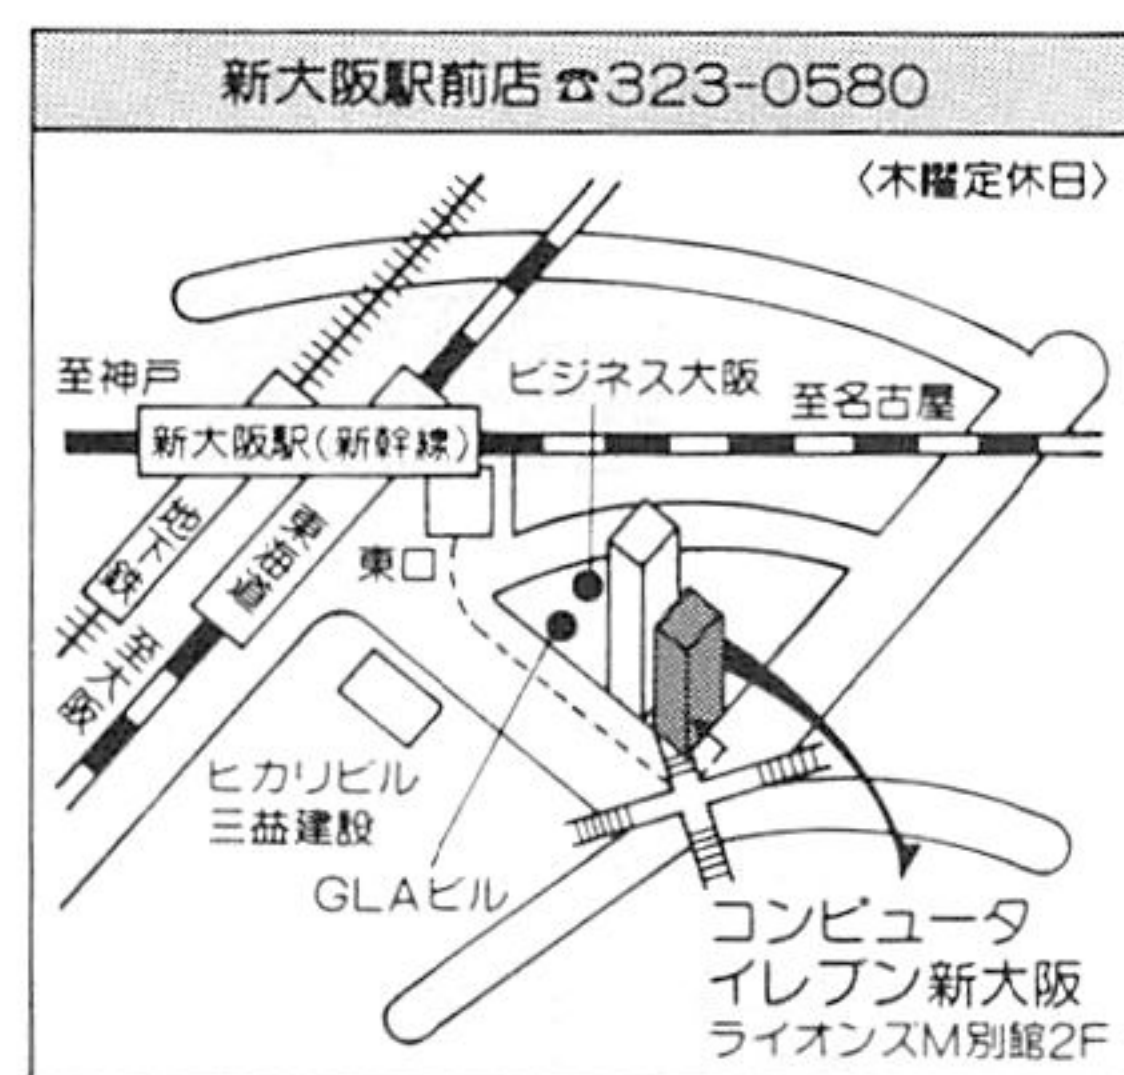 新大阪駅前店☎323-0580
〈木曜定休日〉
至神戸
ビジネス大阪
至名古屋
新大阪駅(新幹線)
地下鉄
東海道
東口
至大阪
ヒカリビル
三益建設
GLAビル
コンピュータ
イレブン新大阪
ライオンズM別館2F